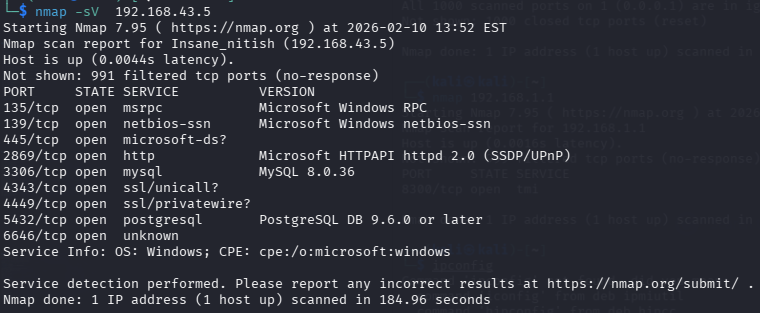 └─$ nmap -sV  192.168.43.5
Starting Nmap 7.95 ( https://nmap.org ) at 2026-02-10 13:52 EST
Nmap scan report for Insane_nitish (192.168.43.5)
Host is up (0.0044s latency).
Not shown: 991 filtered tcp ports (no-response)
PORT     STATE SERVICE         VERSION
135/tcp  open  msrpc           Microsoft Windows RPC
139/tcp  open  netbios-ssn     Microsoft Windows netbios-ssn
445/tcp  open  microsoft-ds?
2869/tcp open  http            Microsoft HTTPAPI httpd 2.0 (SSDP/UPnP)
3306/tcp open  mysql           MySQL 8.0.36
4343/tcp open  ssl/unicall?
4449/tcp open  ssl/privatewire?
5432/tcp open  postgresql      PostgreSQL DB 9.6.0 or later
6646/tcp open  unknown
Service Info: OS: Windows; CPE: cpe:/o:microsoft:windows
Service detection performed. Please report any incorrect results at https://nmap.org/submit/ .
Nmap done: 1 IP address (1 host up) scanned in 184.96 seconds